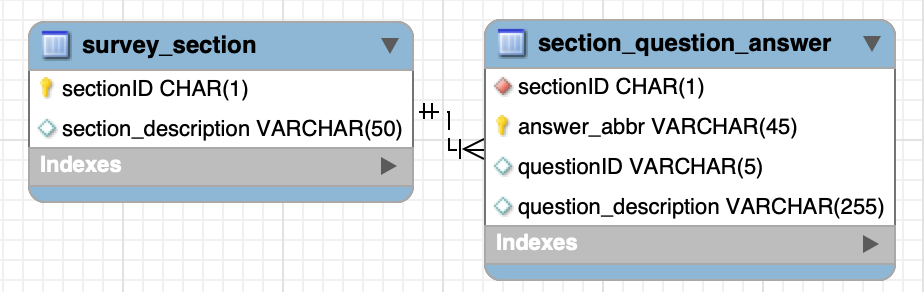 survey_section
sectionID CHAR(1)
section_description VARCHAR(50)
Indexes
section_question_answer
sectionID CHAR(1)
answer_abbr VARCHAR(45)
questionID VARCHAR(5)
question_description VARCHAR(255)
Indexes